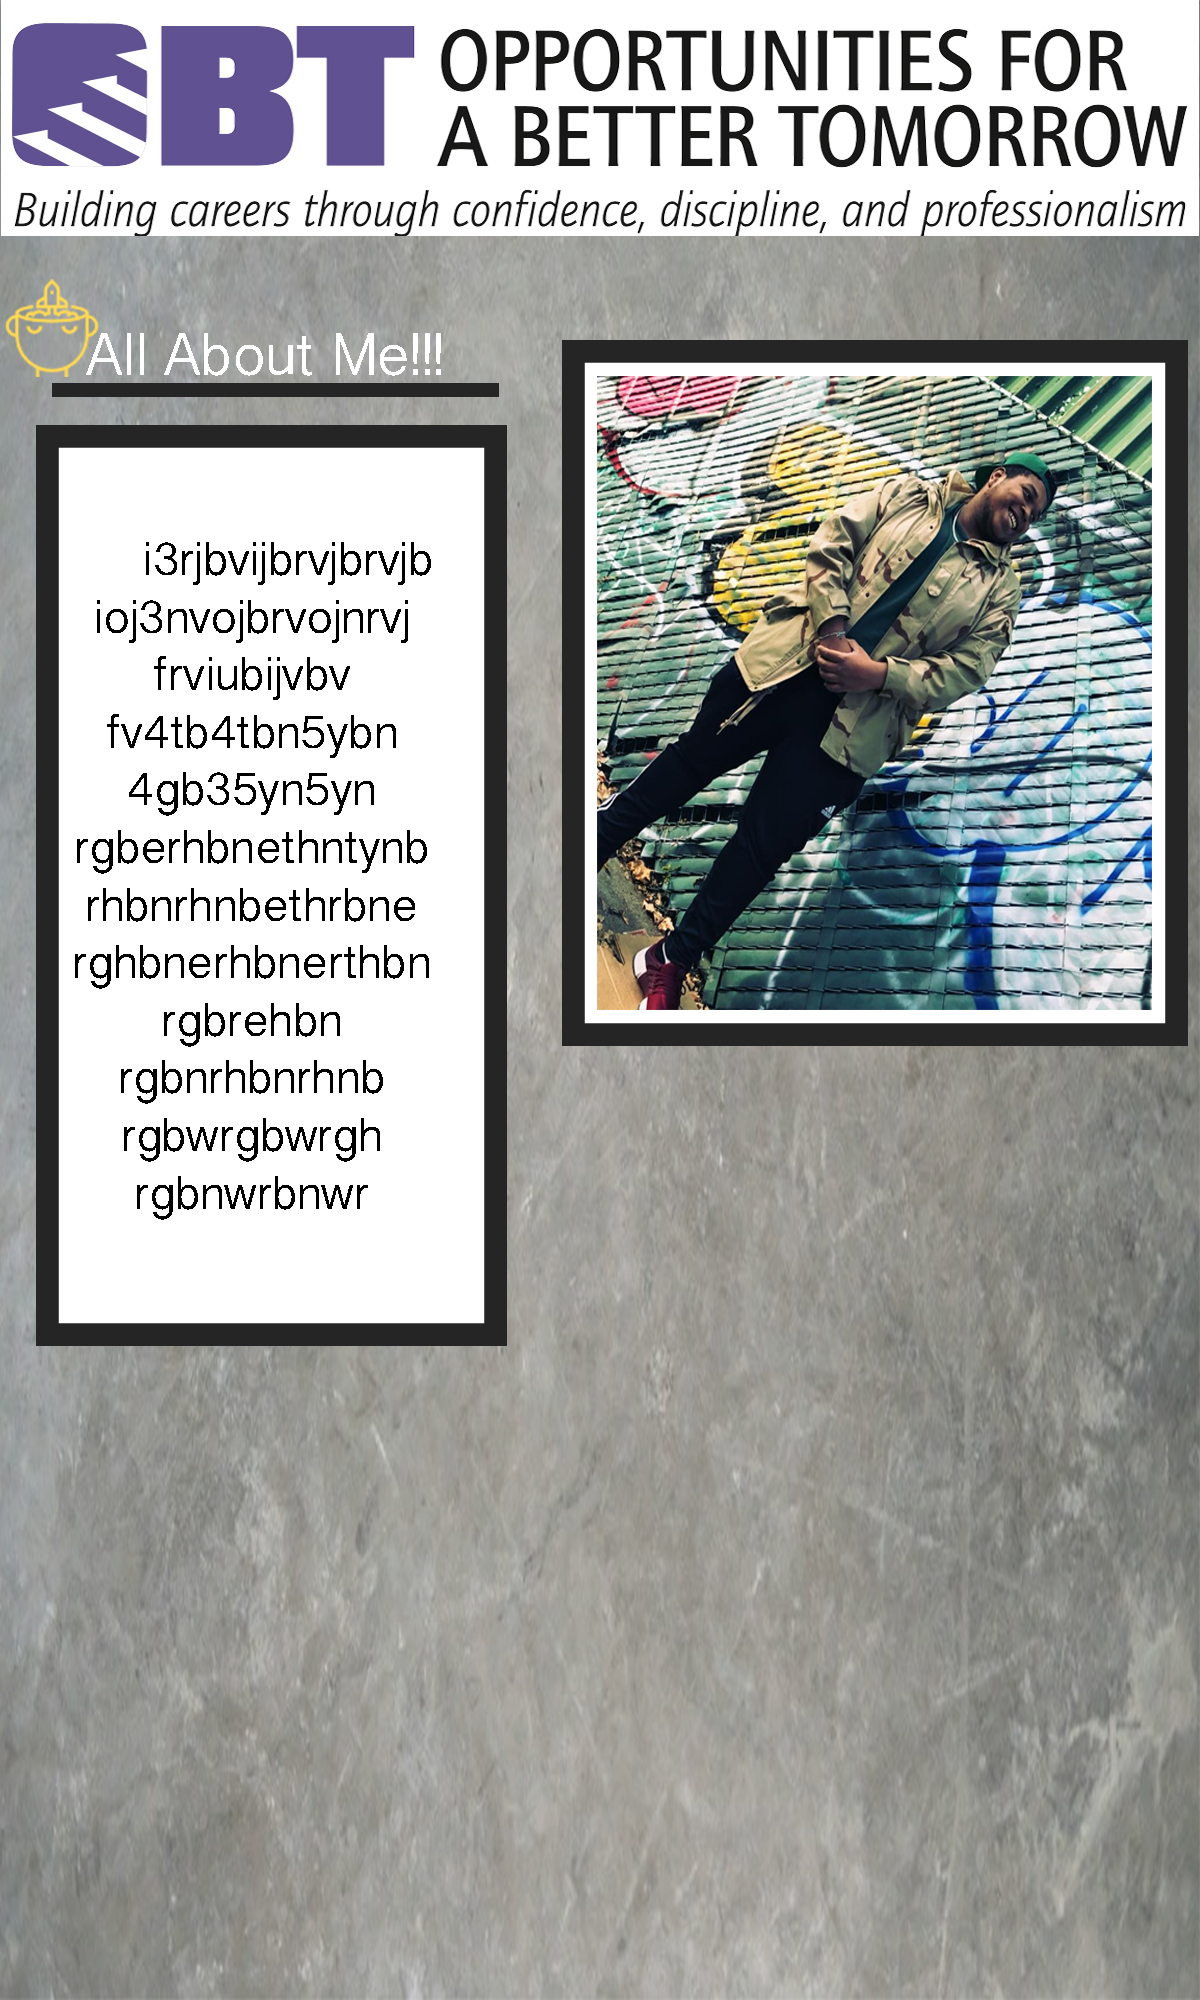 OBT
OPPORTUNITIES FOR
A BETTER TOMORROW
Building careers through confidence, discipline, and professionalism
All About Me!!!
i3rjbvijbrvjbrvjb
ioj3nvojbrvojnrvj
frviubijvbv
fv4tb4tbn5ybn
4gb35yn5yn
rgberhbnethntynb
rhbnrhnbethrbne
rghbnerhbnerthbn
rgbrehbn
rgbnrhbnrhnb
rgbwrgbwrgh
rgbnwrbnwr